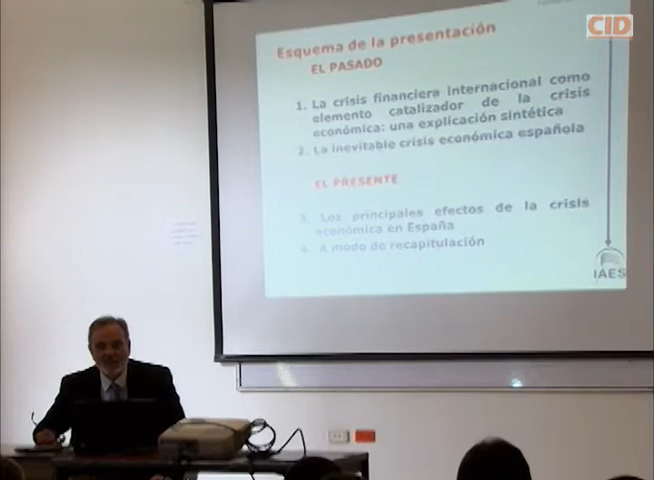 CID
Esquema de la presentación
EL PASADO
1. La crisis financiera internacional como
elemento catalizador de la crisis
económica: una explicación sintética
2. La inevitable crisis económica española
EL PRESENTE
3. Los principales efectos de la crisis
económica en España
4. A modo de recapitulación
IAES